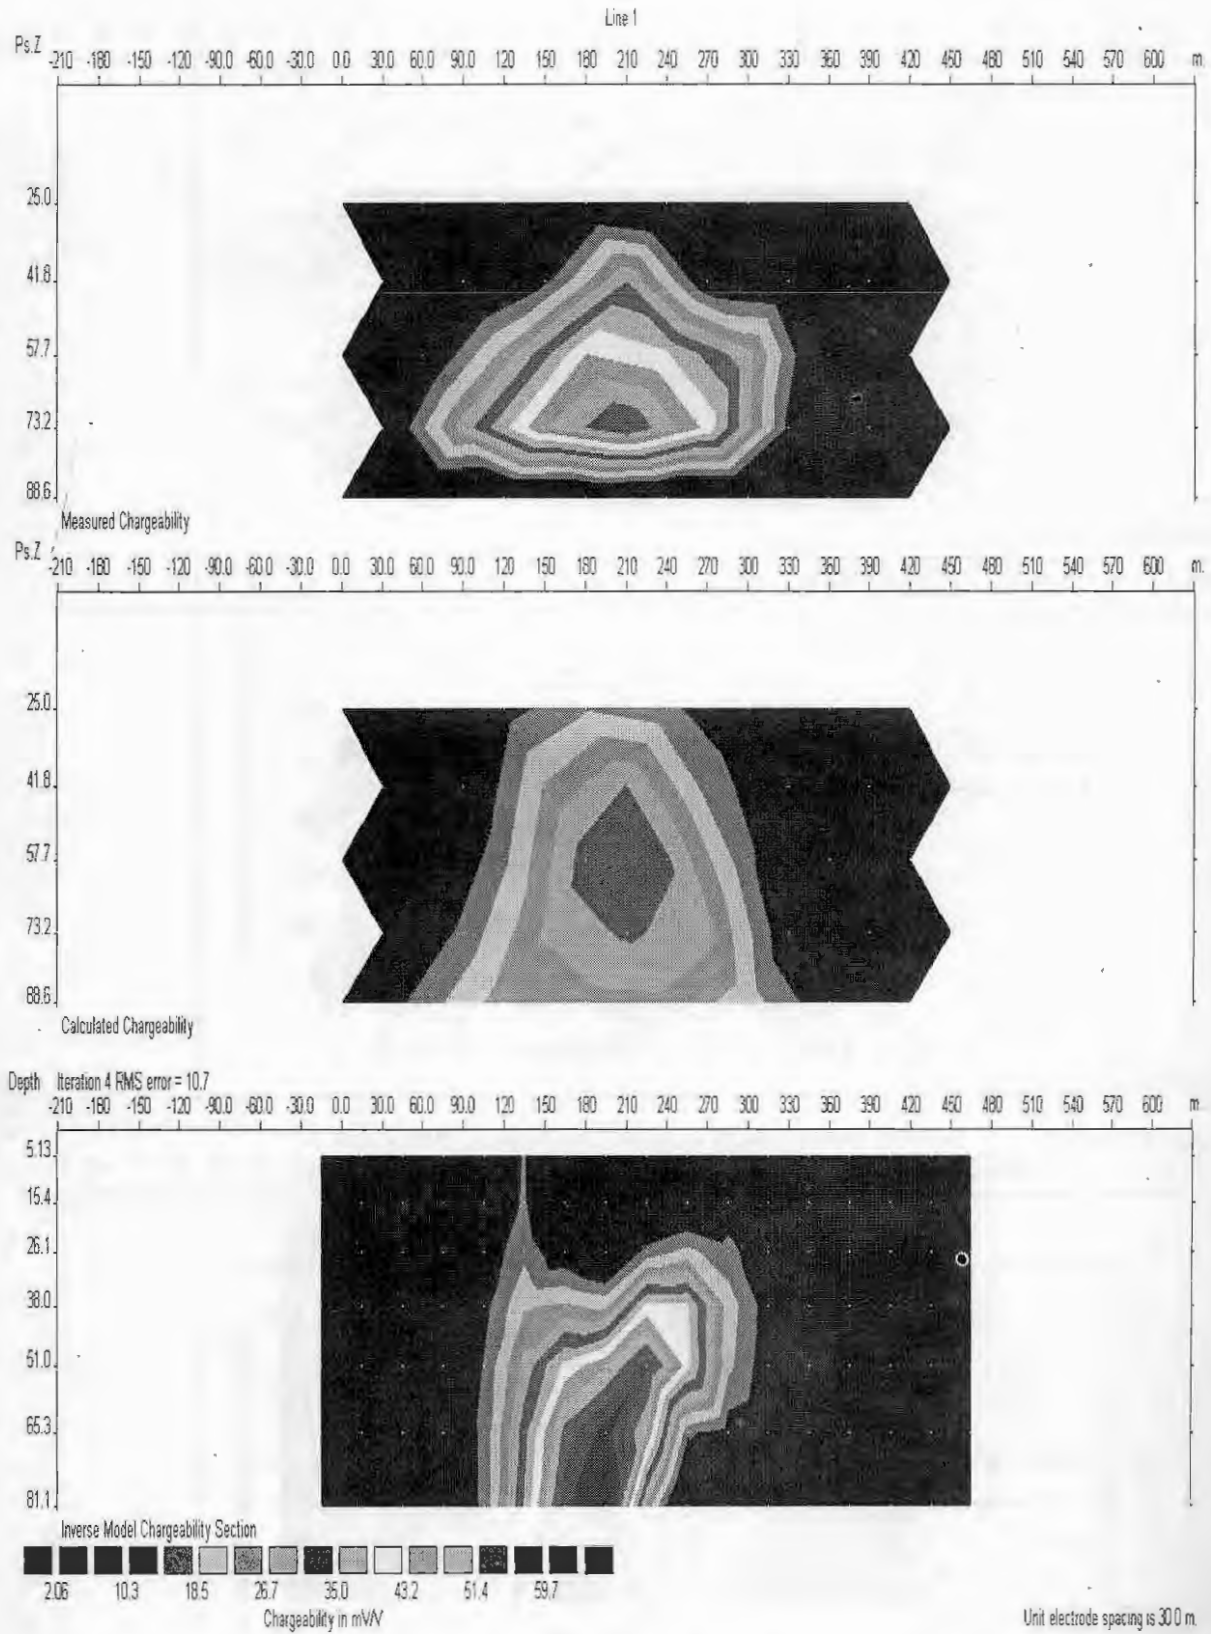 Line 1
Ps.Z
-210 -180 -150 -120 -90.0 -60.0 -30.0 0.0 30.0 60.0 90.0 120 150 180 210 240 270 300 330 360 390 420 450 480 510 540 570 600 m.
25.0
41.8
57.7
73.2
88.6
Measured Chargeability
Ps.Z
-210 -180 -150 -120 -90.0 -60.0 -30.0 0.0 30.0 60.0 90.0 120 150 180 210 240 270 300 330 360 390 420 450 480 510 540 570 600 m.
25.0
41.8
57.7
73.2
88.6
Calculated Chargeability
Depth Iteration 4 RMS error = 10.7
-210 -180 -150 -120 -90.0 -60.0 -30.0 0.0 30.0 60.0 90.0 120 150 180 210 240 270 300 330 360 390 420 450 480 510 540 570 600 m
5.13
15.4
26.1
38.0
51.0
65.3
81.1
Inverse Model Chargeability Section
2.06 10.3 18.5 26.7 35.0 43.2 51.4 59.7
Chargeability in mV/V
Unit electrode spacing is 30.0 m.